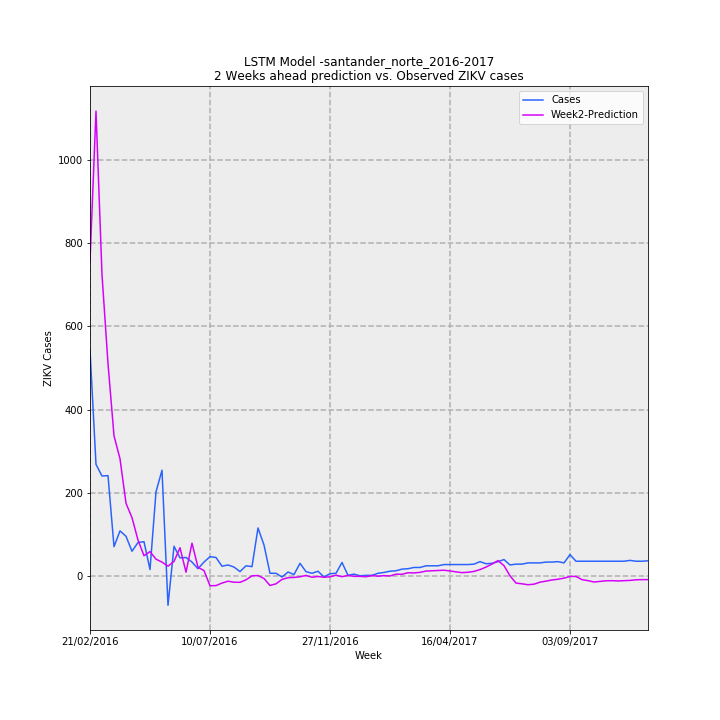 LSTM Model -santander_norte_2016-2017
2 Weeks ahead prediction vs. Observed ZIKV cases
Cases
Week2-Prediction
1000
800
600
400
200
0
ZIKV Cases
21/02/2016 10/07/2016 27/11/2016 16/04/2017 03/09/2017
Week